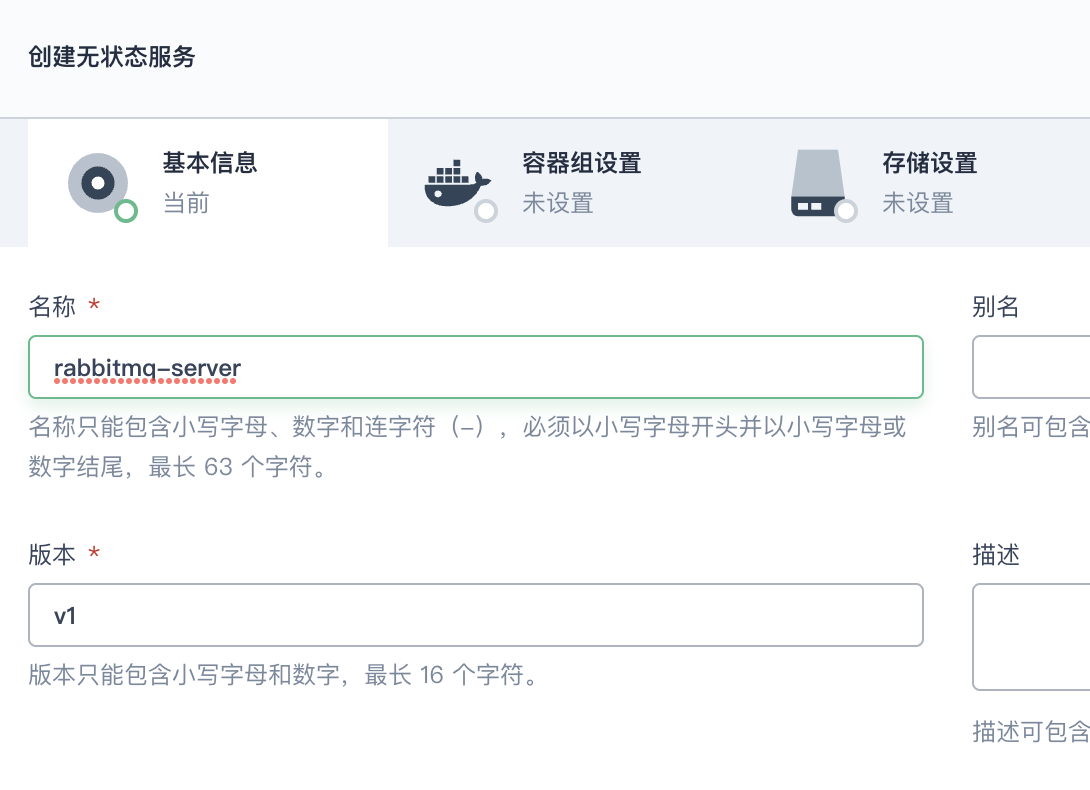 创建无状态服务
基本信息
当前
容器组设置
未设置
存储设置
未设置
名称 *
rabbitmq-server
名称只能包含小写字母、数字和连字符（-），必须以小写字母开头并以小写字母或
数字结尾，最长 63 个字符。
别名
别名可包含
版本 *
v1
版本只能包含小写字母和数字，最长 16 个字符。
描述
描述可包含